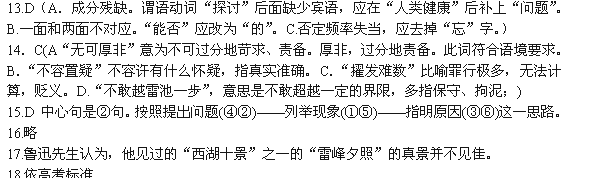 13.D（A．成分残缺。谓语动词“探讨”后面缺少宾语，应在“人类健康”后补上“问题”。
B.一面和两面不对应。“能否”应改为“的”。C.否定频率失当，应去掉“忘”字。）
14．C(A“无可厚非”意为不可过分地苛求、责备。厚非，过分地责备。此词符合语境要求。
B．“不容置疑”不容许有什么怀疑，指真实准确。C．“擢发难数”比喻罪行极多，无法计
算，贬义。D.“不敢越雷池一步”，意思是不敢超越一定的界限，多指保守、拘泥；)
15.D 中心句是②句。按照提出问题(④②)——列举现象(①⑤)——指明原因(③⑥)这一思路。
16.略
17.鲁迅先生认为，他见过的“西湖十景”之一的“雷峰夕照”的真景并不见佳。
18.依高考标准